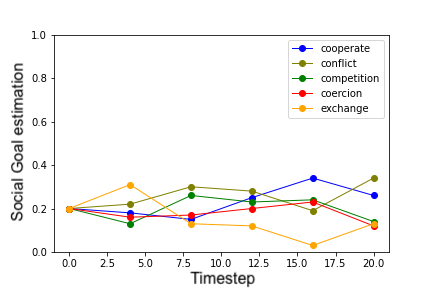 1.0
0.8
0.6
0.4
0.2
0.0
Social Goal estimation
cooperate
conflict
competition
coercion
exchange
0.0 2.5 5.0 7.5 10.0 12.5 15.0 17.5 20.0
Timestep